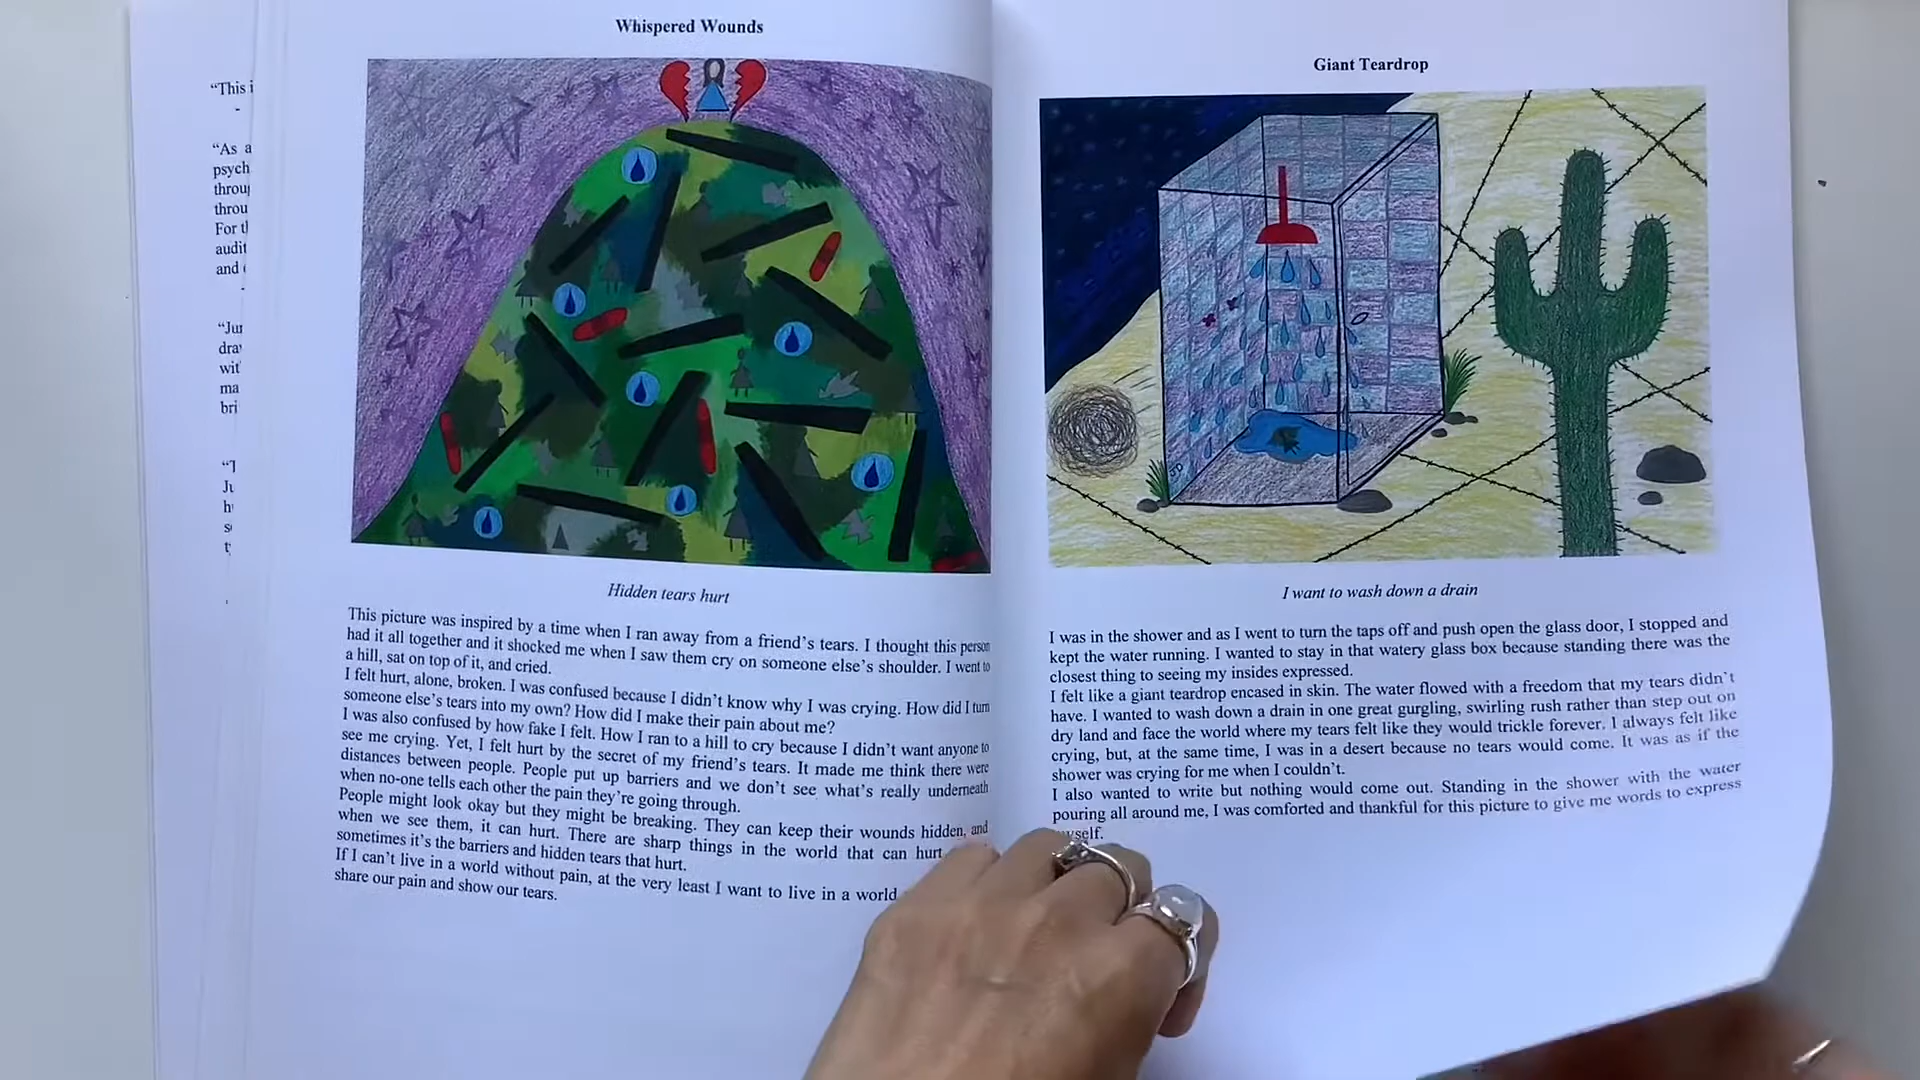 "This i
-
"As a
psych
throug
throu
For th
audit
and
-
"Jur
drav
wit
ma
bri
"T
Ju
h
s
t
Whispered Wounds
Hidden tears hurt
This picture was inspired by a time when I ran away from a friend's tears. I thought this person
had it all together and it shocked me when I saw them cry on someone else's shoulder. I went to
a hill, sat on top of it, and cried.
I felt hurt, alone, broken. I was confused because I didn't know why I was crying. How did I turn
someone else's tears into my own? How did I make their pain about me?
I was also confused by how fake I felt. How I ran to a hill to cry because I didn't want anyone to
see me crying. Yet, I felt hurt by the secret of my friend's tears. It made me think there were
distances between people. People put up barriers and we don't see what's really underneath
when no-one tells each other the pain they're going through.
People might look okay but they might be breaking. They can keep their wounds hidden, and
when we see them, it can hurt. There are sharp things in the world that can hurt
sometimes it's the barriers and hidden tears that hurt.
If I can't live in a world without pain, at the very least I want to live in a world
share our pain and show our tears.
Giant Teardrop
JD
I want to wash down a drain
I was in the shower and as I went to turn the taps off and push open the glass door, I stopped and
kept the water running. I wanted to stay in that watery glass box because standing there was the
closest thing to seeing my insides expressed.
I felt like a giant teardrop encased in skin. The water flowed with a freedom that my tears didn't
have. I wanted to wash down a drain in one great gurgling, swirling rush rather than step out on
dry land and face the world where my tears felt like they would trickle forever. I always felt like
crying, but, at the same time, I was in a desert because no tears would come. It was as if the
shower was crying for me when I couldn't.
I also wanted to write but nothing would come out. Standing in the shower with the water
pouring all around me, I was comforted and thankful for this picture to give me words to express
myself.